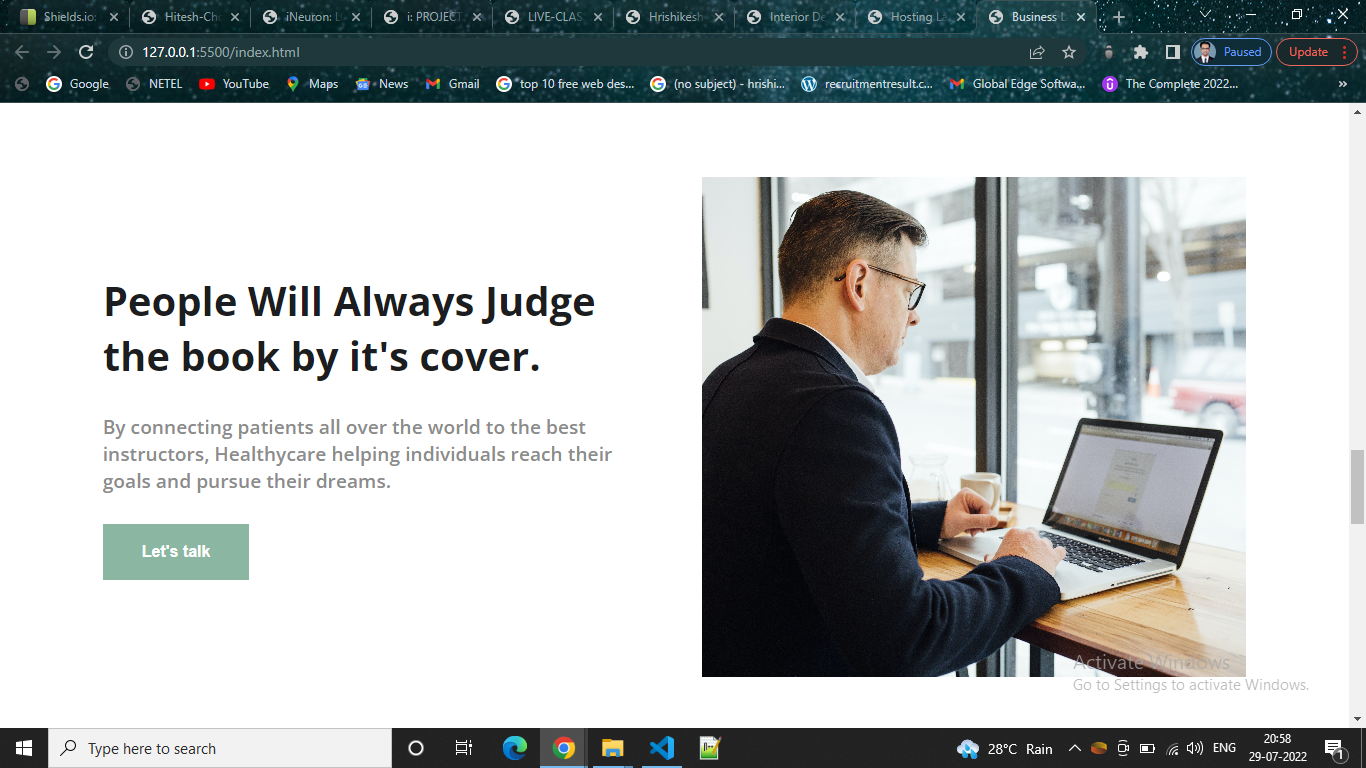 Shields.io:
Hitesh-Cho
iNeuron: L
i: PROJECT
LIVE-CLAS
Hrishikesh
Interior De
Hosting La
Business L
127.0.0.1:5500/index.html
Paused
Update
Google
NETEL
YouTube
Maps
News
Gmail
top 10 free web des...
(no subject) - hrishi...
recruitmentresult.c...
Global Edge Softwa...
The Complete 2022...
»
People Will Always Judge
the book by it's cover.
By connecting patients all over the world to the best
instructors, Healthycare helping individuals reach their
goals and pursue their dreams.
Let's talk
Activate Windows
Go to Settings to activate Windows.
Type here to search
28°C Rain
ENG
20:58
29-07-2022
1